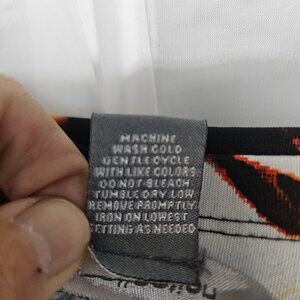 MACHINE
WASH COLD
GENTLE CYCLE
WITH LIKE COLORS
DO NOT BLEACH
TUMBLE DRY LOW
REMOVE PROMPTLY
IRON ON LOWEST
SETTING AS NEEDED